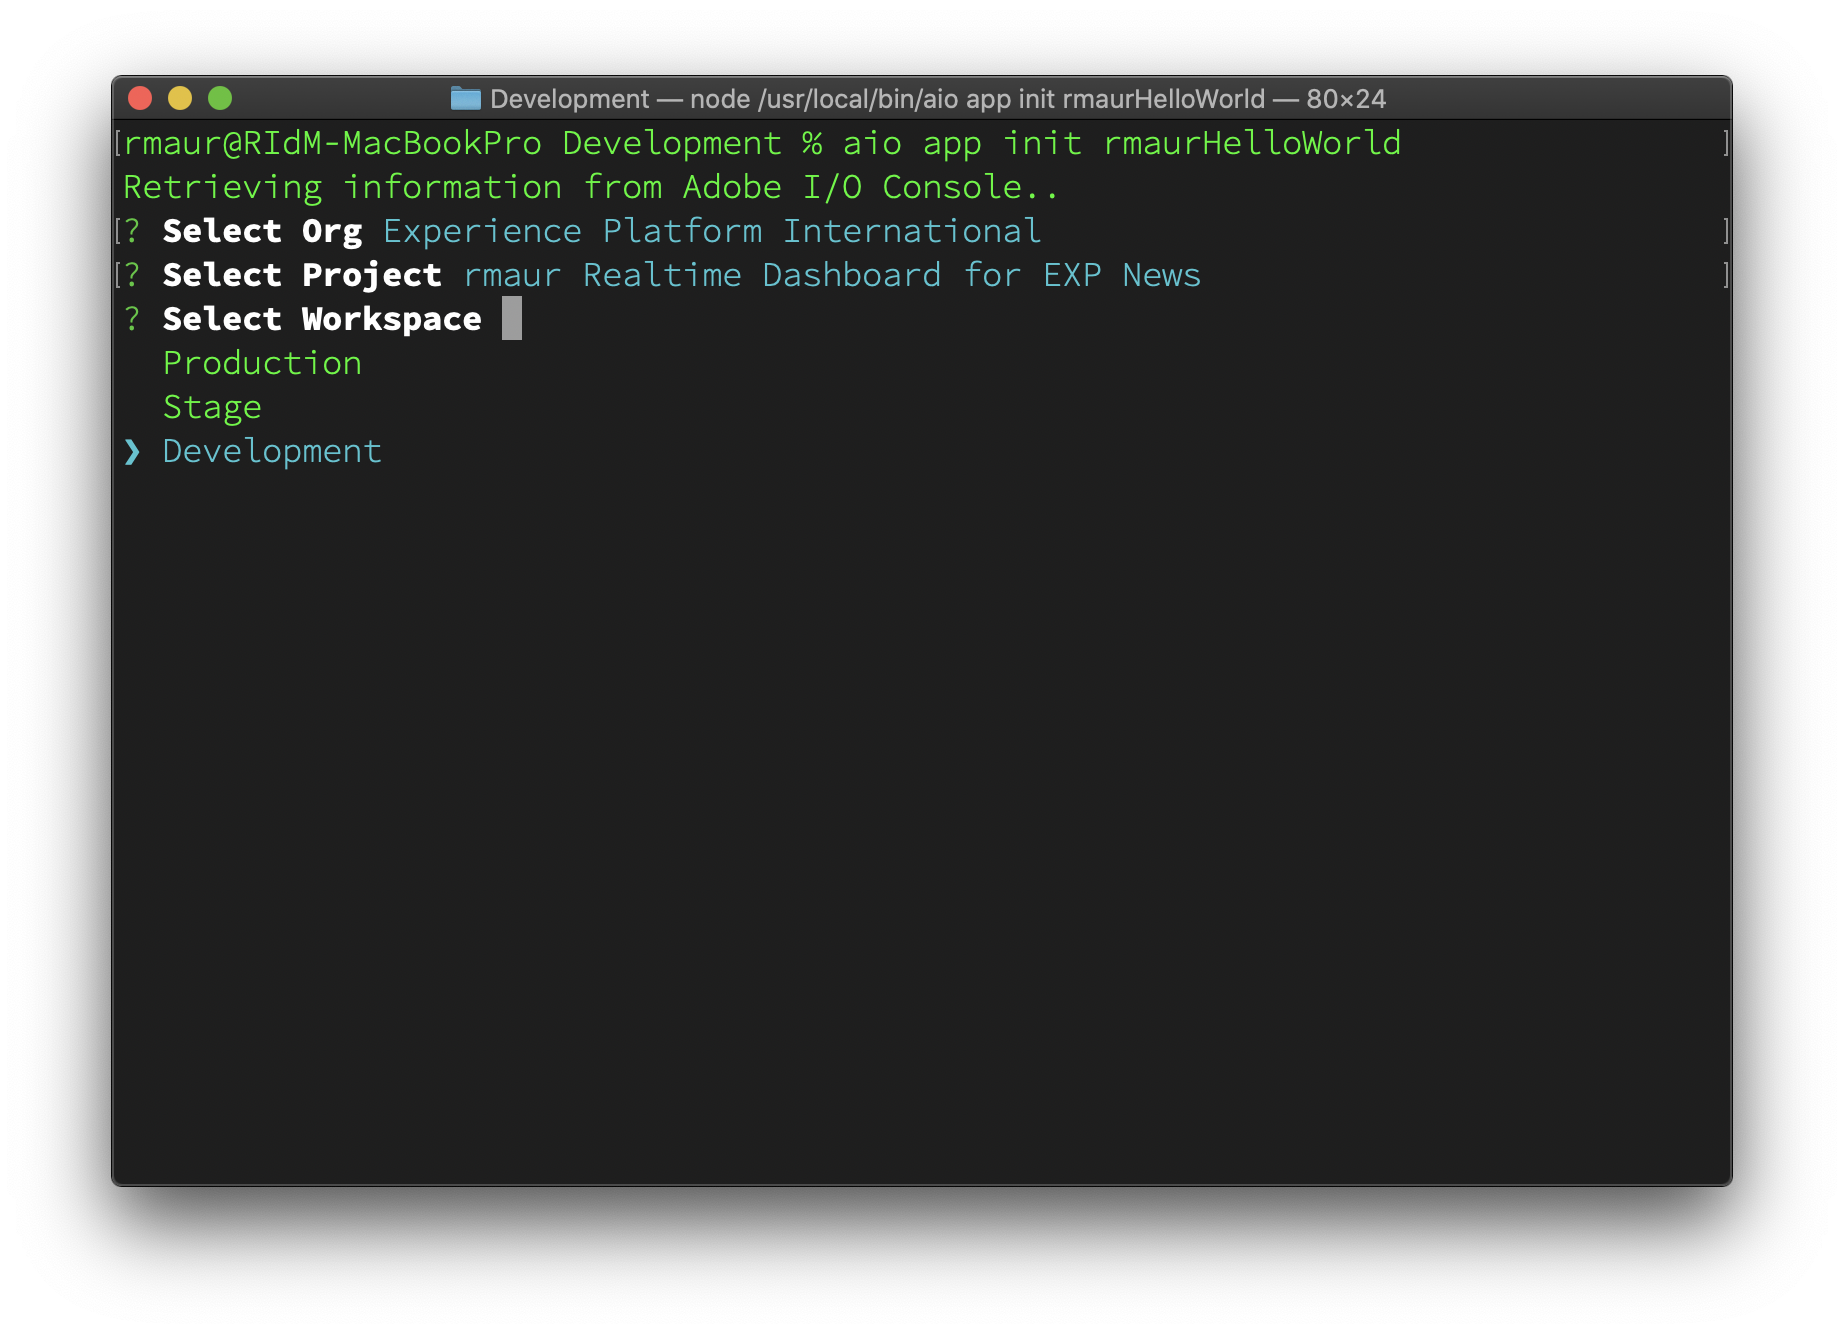 Development — node /usr/local/bin/aio app init rmaurHelloWorld — 80×24
[rmaur@RIdM-MacBookPro Development % aio app init rmaurHelloWorld ]
Retrieving information from Adobe I/O Console..
[? Select Org Experience Platform International ]
[? Select Project rmaur Realtime Dashboard for EXP News ]
? Select Workspace
Production
Stage
❯ Development